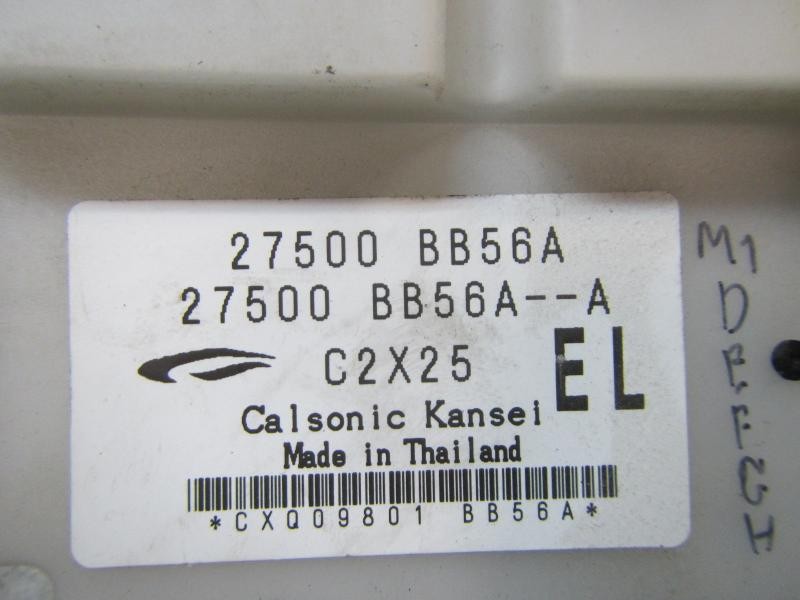 27500 BB56A
27500 BB56A--A
C2X25
EL
Calsonic Kansei
Made in Thailand
*CXQ09801 BB56A*
M1
D